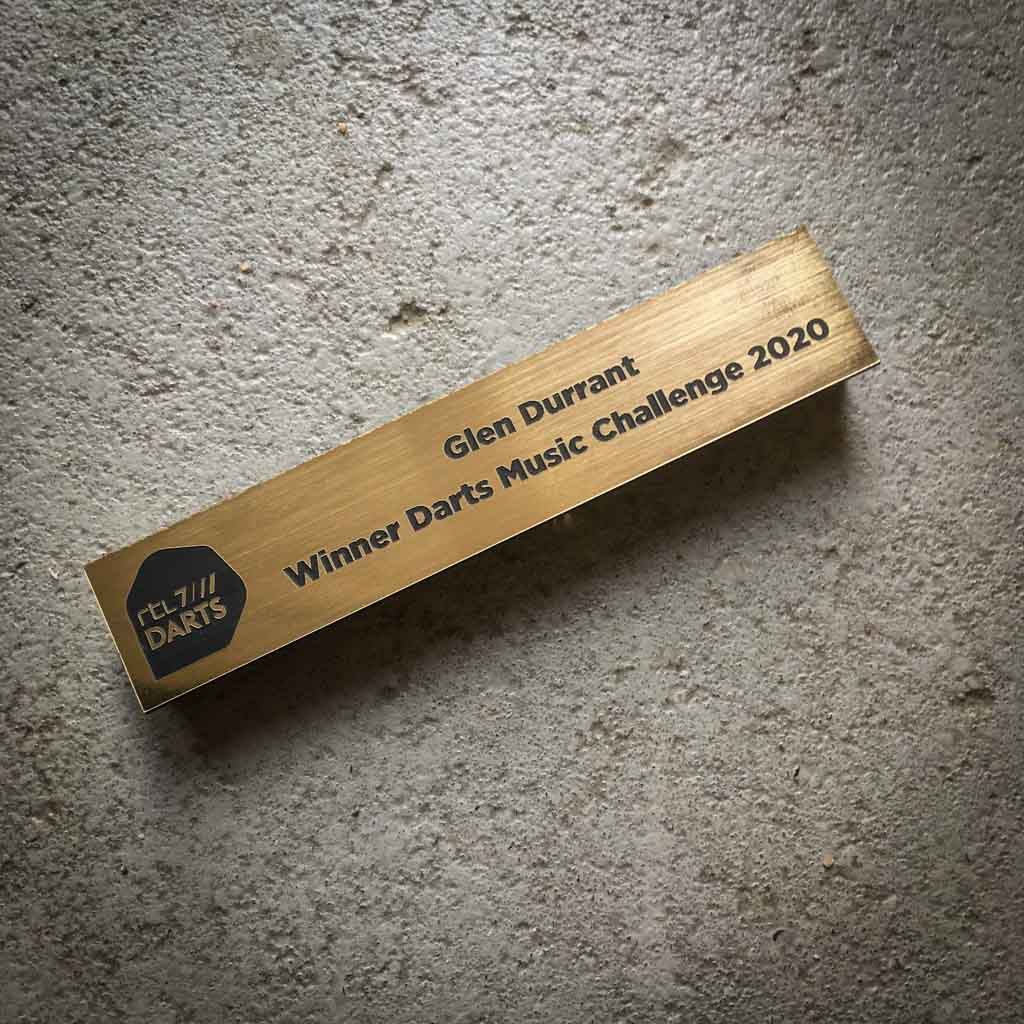 Glen Durrant
Winner Darts Music Challenge 2020
rtl 7///
DARTS